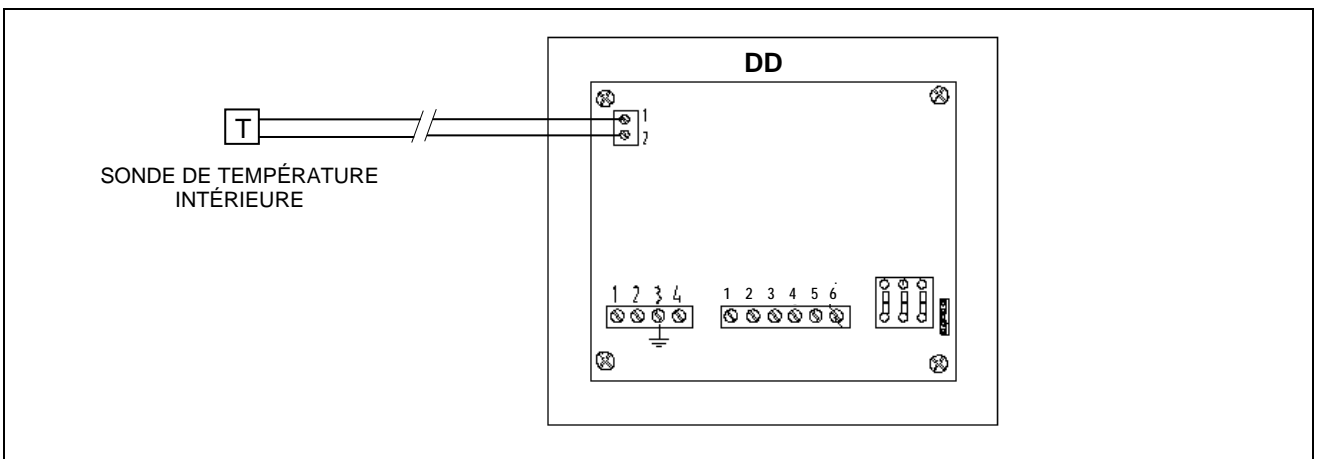 DD
1
T
2
SONDE DE TEMPÉRATURE
INTÉRIEURE
1 2 3 4
1 2 3 4 5 6